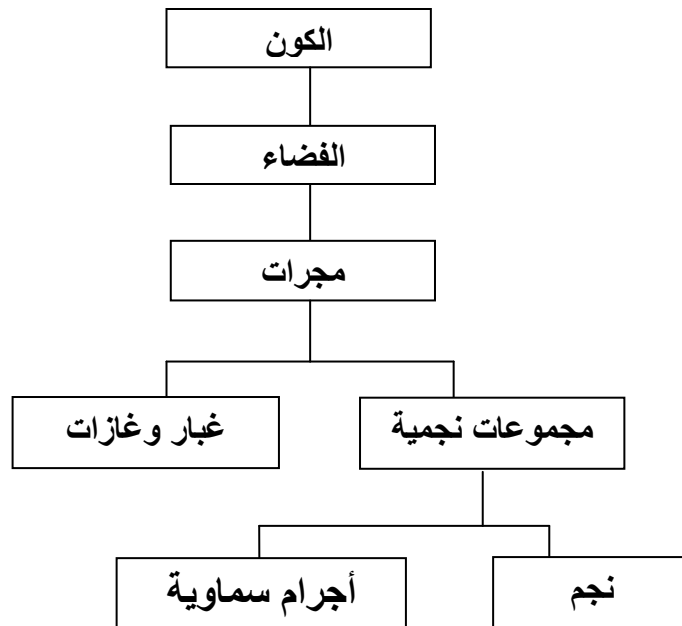 الكون
الفضاء
مجرات
مجموعات نجمية
غبار وغازات
نجم
أجرام سماوية